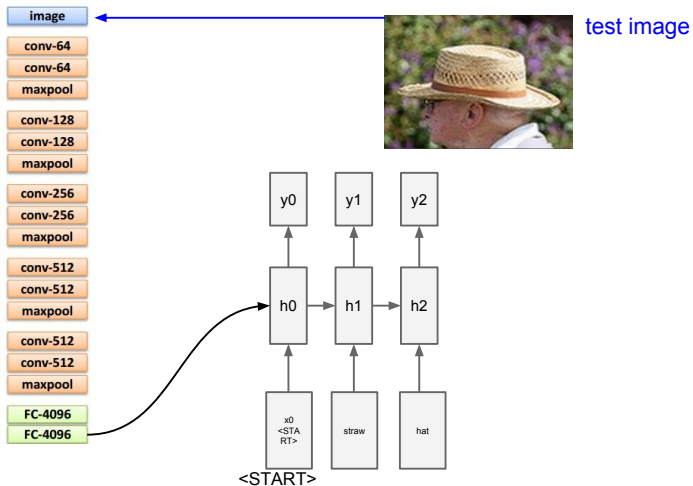 image
test image
conv-64
conv-64
maxpool
conv-128
conv-128
maxpool
conv-256
conv-256
maxpool
conv-512
conv-512
maxpool
conv-512
conv-512
maxpool
FC-4096
FC-4096
y0
y1
y2
h0
h1
h2
x0
<STA
RT>
straw
hat
<START>